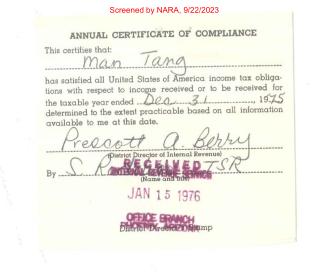 Screened by NARA, 9/22/2023
ANNUAL CERTIFICATE OF COMPLIANCE
This certifies that:
Man Tang
has satisfied all United States of America income tax obliga-
tions with respect to income received or to be received for
the taxable year ended Dec 31, 1975
determined to the extent practicable based on all information
available to me at this date.
Prescott A. Berry
(District Director of Internal Revenue)
RECEIVED
By S. TSR
INTERNAL REVENUE SERVICE
(Name and title)
JAN 15 1976
OFFICE BRANCH
District Director's Stamp